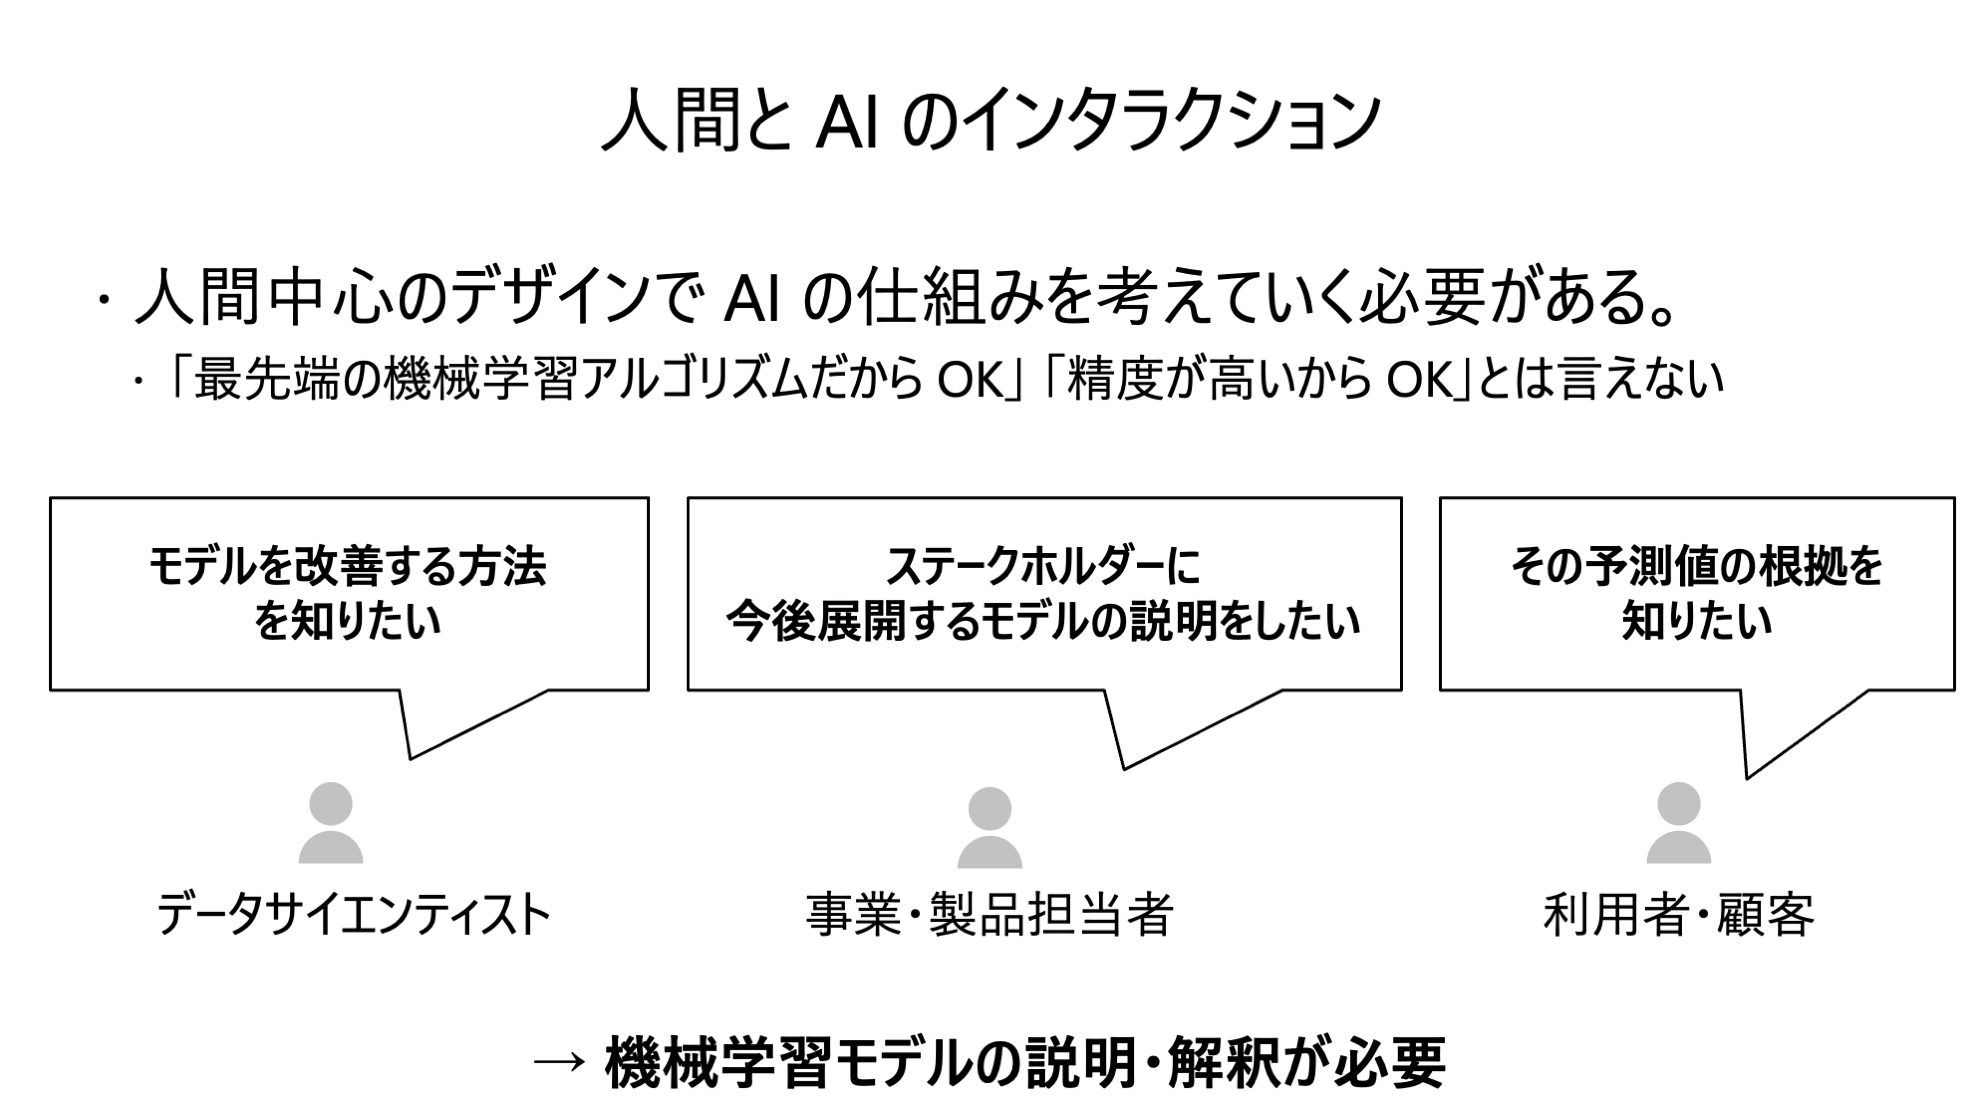 人間と AI のインタラクション
・人間中心のデザインで AI の仕組みを考えていく必要がある。
・「最先端の機械学習アルゴリズムだから OK」「精度が高いから OK」とは言えない
モデルを改善する方法
を知りたい
ステークホルダーに
今後展開するモデルの説明をしたい
その予測値の根拠を
知りたい
データサイエンティスト
事業・製品担当者
利用者・顧客
→ 機械学習モデルの説明・解釈が必要